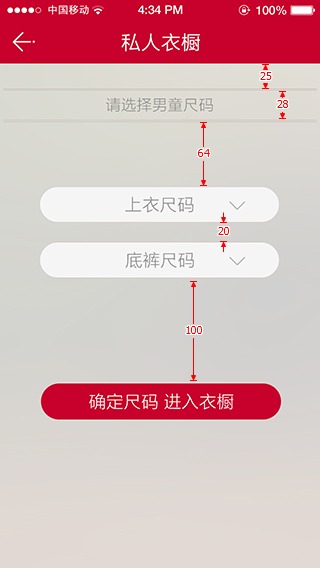 中国移动 4:34 PM 100%
私人衣橱
25
请选择男童尺码
28
64
上衣尺码
20
底裤尺码
100
确定尺码 进入衣橱